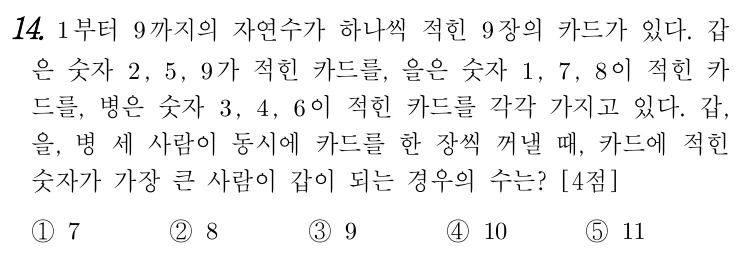 14. 1부터 9까지의 자연수가 하나씩 적힌 9장의 카드가 있다. 갑
은 숫자 2, 5, 9가 적힌 카드를, 을은 숫자 1, 7, 8이 적힌 카
드를, 병은 숫자 3, 4, 6이 적힌 카드를 각각 가지고 있다. 갑,
을, 병 세 사람이 동시에 카드를 한 장씩 꺼낼 때, 카드에 적힌
숫자가 가장 큰 사람이 갑이 되는 경우의 수는? [4점]
① 7 ② 8 ③ 9 ④ 10 ⑤ 11